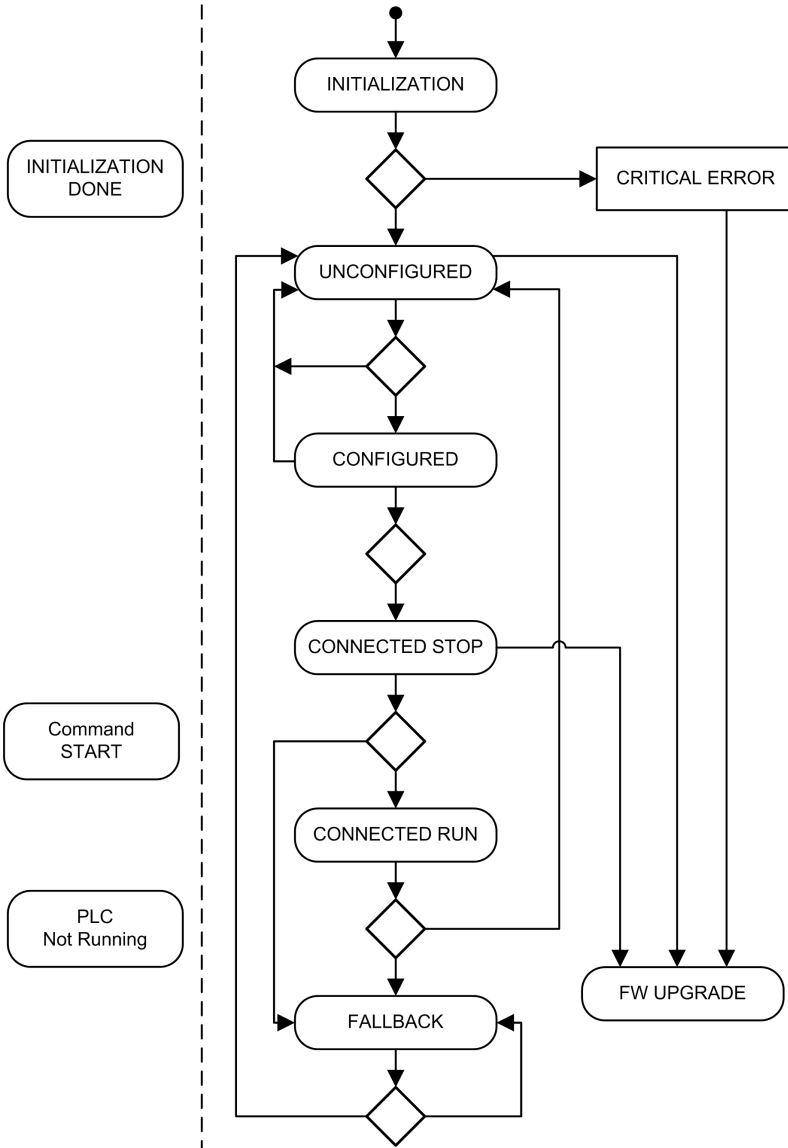 INITIALIZATION
INITIALIZATION
DONE
CRITICAL ERROR
UNCONFIGURED
CONFIGURED
CONNECTED STOP
Command
START
CONNECTED RUN
PLC
Not Running
FW UPGRADE
FALLBACK